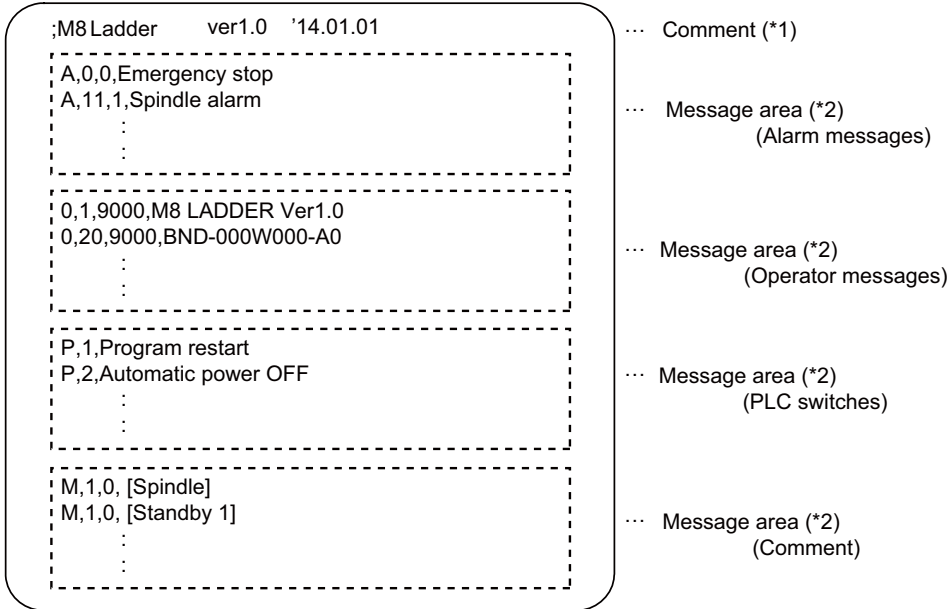 ;M8 Ladder ver1.0 '14.01.01
… Comment (*1)
A,0,0,Emergency stop
A,11,1,Spindle alarm
:
:
… Message area (*2)
(Alarm messages)
0,1,9000,M8 LADDER Ver1.0
0,20,9000,BND-000W000-A0
:
:
… Message area (*2)
(Operator messages)
P,1,Program restart
P,2,Automatic power OFF
:
:
… Message area (*2)
(PLC switches)
M,1,0, [Spindle]
M,1,0, [Standby 1]
:
:
… Message area (*2)
(Comment)